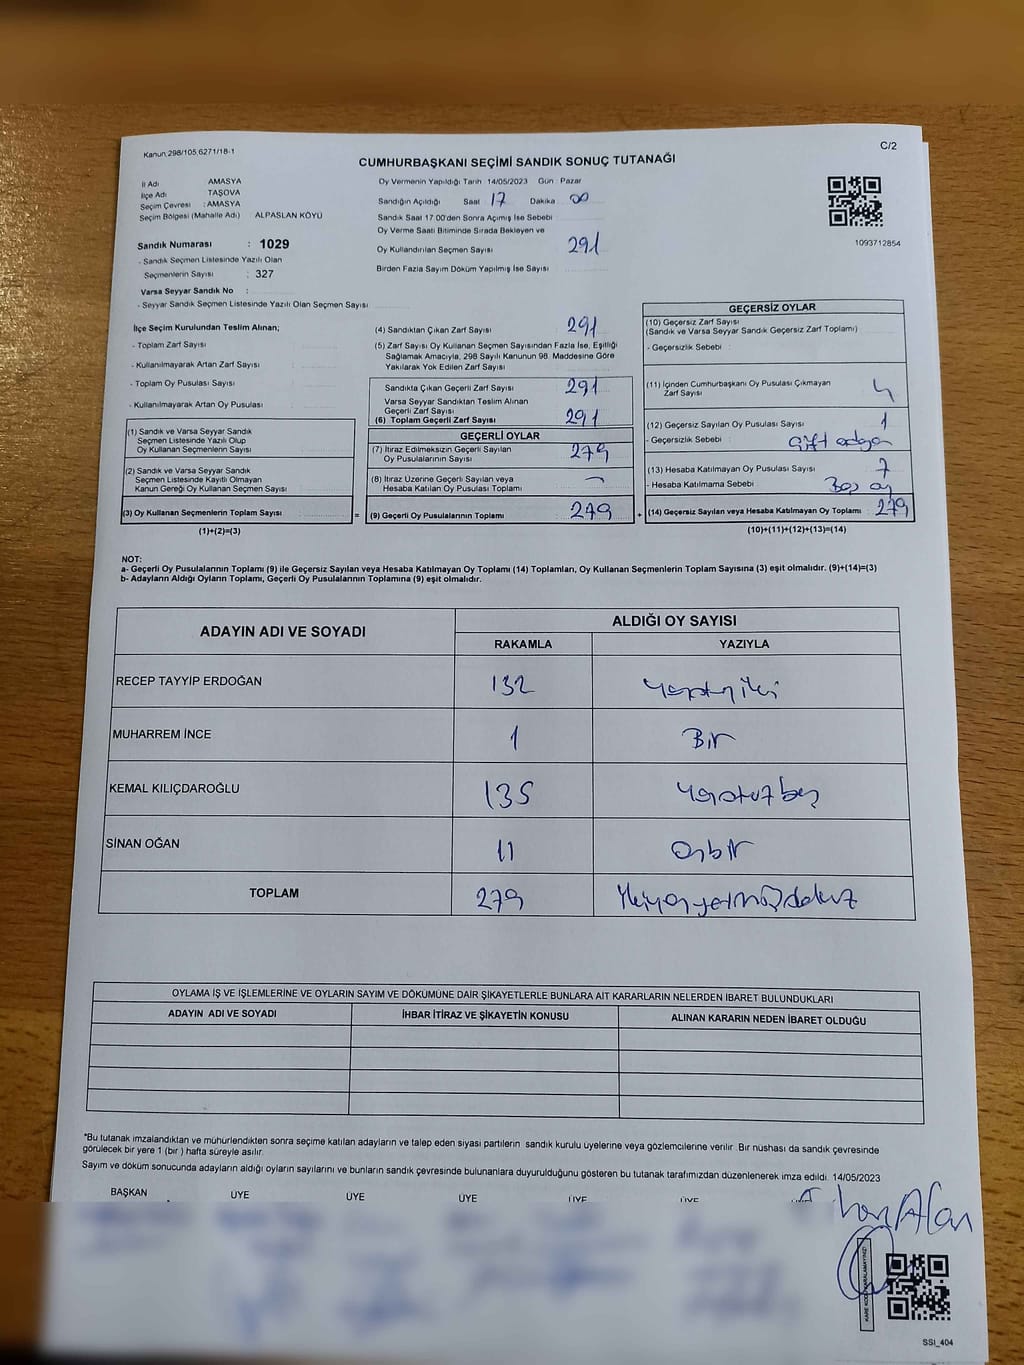 Kanun 298/105,6271/18-1
C/2
CUMHURBAŞKANI SEÇİMİ SANDIK SONUÇ TUTANAĞI
İl Adı AMASYA
İlçe Adı TAŞOVA
Seçim Çevresi : AMASYA
Seçim Bölgesi (Mahalle Adı) ALPASLAN KÖYÜ
Sandık Numarası : 1029
- Sandık Seçmen Listesinde Yazılı Olan
Seçmenlerin Sayısı : 327
Varsa Seyyar Sandık No :
- Seyyar Sandık Seçmen Listesinde Yazılı Olan Seçmen Sayısı
Oy Vermenin Yapıldığı Tarih 14/05/2023 Gün : Pazar
Sandığın Açıldığı Saat 17 Dakika 00
Sandık Saat 17.00'den Sonra Açımış İse Sebebi
Oy Verme Saati Bitiminde Sırada Bekleyen ve
Oy Kullandırılan Seçmen Sayısı 291
Birden Fazla Sayım Döküm Yapılmış İse Sayısı
1093712854
İlçe Seçim Kurulundan Teslim Alınan;
- Toplam Zarf Sayısı
- Kullanılmayarak Artan Zarf Sayısı
- Toplam Oy Pusulası Sayısı
- Kullanılmayarak Artan Oy Pusulası
(1) Sandık ve Varsa Seyyar Sandık
Seçmen Listesinde Yazılı Olup
Oy Kullanan Seçmenlerin Sayısı
(2) Sandık ve Varsa Seyyar Sandık
Seçmen Listesinde Kayıtlı Olmayan
Kanun Gereği Oy Kullanan Seçmen Sayısı
(3) Oy Kullanan Seçmenlerin Toplam Sayısı =
(1)+(2)=(3)
(4) Sandıktan Çıkan Zarf Sayısı 291
(5) Zarf Sayısı Oy Kullanan Seçmen Sayısından Fazla İse, Eşitliği
Sağlamak Amacıyla, 298 Sayılı Kanunun 98. Maddesine Göre
Yakılarak Yok Edilen Zarf Sayısı
Sandıkta Çıkan Geçerli Zarf Sayısı 291
Varsa Seyyar Sandıktan Teslim Alınan
Geçerli Zarf Sayısı
(6) Toplam Geçerli Zarf Sayısı 291
GEÇERLİ OYLAR
(7) İtiraz Edilmeksizin Geçerli Sayılan
Oy Pusulalarının Sayısı 279
(8) İtiraz Üzerine Geçerli Sayılan veya
Hesaba Katılan Oy Pusulası Toplamı —
(9) Geçerli Oy Pusulalarının Toplamı 279 +
GEÇERSİZ OYLAR
(10) Geçersiz Zarf Sayısı
(Sandık ve Varsa Seyyar Sandık Geçersiz Zarf Toplamı)
- Geçersizlik Sebebi :
(11) İçinden Cumhurbaşkanı Oy Pusulası Çıkmayan
Zarf Sayısı 4
(12) Geçersiz Sayılan Oy Pusulası Sayısı 1
- Geçersizlik Sebebi : Çift
(13) Hesaba Katılmayan Oy Pusulası Sayısı 7
- Hesaba Katılmama Sebebi Boş oy
(14) Geçersiz Sayılan veya Hesaba Katılmayan Oy Toplamı 279
(10)+(11)+(12)+(13)=(14)
NOT:
a- Geçerli Oy Pusulalarının Toplamı (9) ile Geçersiz Sayılan veya Hesaba Katılmayan Oy Toplamı (14) Toplamları, Oy Kullanan Seçmenlerin Toplam Sayısına (3) eşit olmalıdır. (9)+(14)=(3)
b- Adayların Aldığı Oyların Toplamı, Geçerli Oy Pusulalarının Toplamına (9) eşit olmalıdır.
ADAYIN ADI VE SOYADI ALDIĞI OY SAYISI
RAKAMLA YAZIYLA
RECEP TAYYİP ERDOĞAN 132
MUHARREM İNCE 1 Bir
KEMAL KILIÇDAROĞLU 135 Yüzotuzbeş
SİNAN OĞAN 11 Onbir
TOPLAM 279 İkiyüzyetmişdokuz
OYLAMA İŞ VE İŞLEMLERİNE VE OYLARIN SAYIM VE DÖKÜMÜNE DAİR ŞİKAYETLERLE BUNLARA AİT KARARLARIN NELERDEN İBARET BULUNDUKLARI
ADAYIN ADI VE SOYADI İHBAR İTİRAZ VE ŞİKAYETİN KONUSU ALINAN KARARIN NEDEN İBARET OLDUĞU
*Bu tutanak imzalandıktan ve mühürlendikten sonra seçime katılan adayların ve talep eden siyasi partilerin sandık kurulu üyelerine veya gözlemcilerine verilir. Bir nüshası da sandık çevresinde
görülecek bir yere 1 (bir ) hafta süreyle asılır.
Sayım ve döküm sonucunda adayların aldığı oyların sayılarını ve bunların sandık çevresinde bulunanlara duyurulduğunu gösteren bu tutanak tarafımızdan düzenlenerek imza edildi. 14/05/2023
BAŞKAN ÜYE ÜYE ÜYE ÜYE ÜYE
Alan
KARE KODU KARALAMAYINIZ!
SSI_404